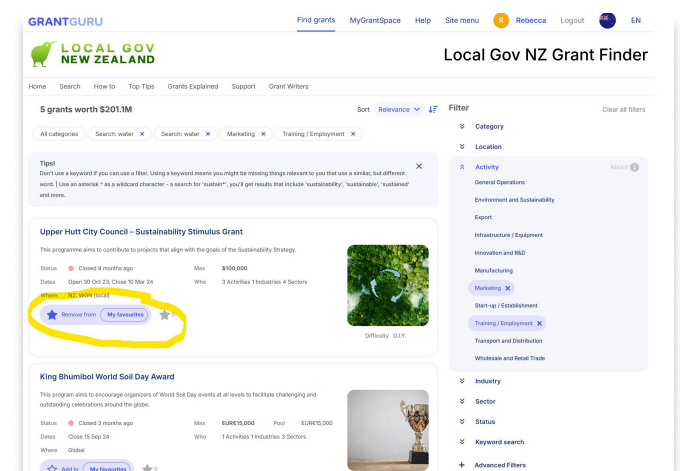 GRANTGURU
Find grants MyGrantSpace Help Site menu R Rebecca Logout EN
LOCAL GOV
NEW ZEALAND
Local Gov NZ Grant Finder
Home Search How to Top Tips Grants Explained Support Grant Writers
5 grants worth $201.1M
Sort Relevance
All categories Search: water x Search: water x Marketing x Training / Employment x
Tips!
Don't use a keyword if you can use a filter. Using a keyword means you might be missing things relevant to you that use a similar, but different
word. | Use an asterisk * as a wildcard character - a search for 'sustain*', you'll get results that include 'sustainability', 'sustainable', 'sustained'
and more.
Upper Hutt City Council – Sustainability Stimulus Grant
This programme aims to contribute to projects that align with the goals of the Sustainability Strategy.
Status Closed 9 months ago Max $100,000
Dates Open 30 Oct 23, Close 10 Mar 24 Who 3 Activities 1 Industries 4 Sectors
Where NZ, WGN (local)
Remove from My favourites 0
Difficulty D.I.Y.
King Bhumibol World Soil Day Award
This program aims to encourage organizers of World Soil Day events at all levels to facilitate challenging and
outstanding celebrations around the globe.
Status Closed 3 months ago Max EUR€15,000 Pool EUR€15,000
Dates Close 15 Sep 24 Who 1 Activities 1 Industries 3 Sectors
Where Global
Add to My favourites 0
Filter Clear all filters
Category
Location
Activity About i
General Operations
Environment and Sustainability
Export
Infrastructure / Equipment
Innovation and R&D
Manufacturing
Marketing x
Start-up / Establishment
Training / Employment x
Transport and Distribution
Wholesale and Retail Trade
Industry
Sector
Status
Keyword search
+ Advanced Filters